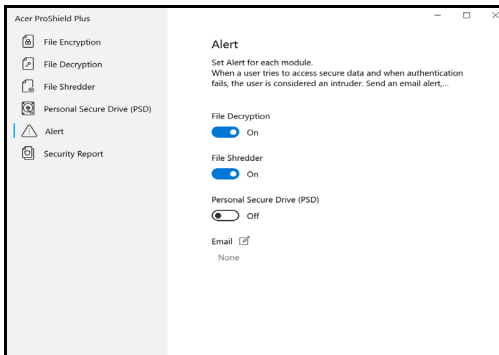 Acer ProShield Plus
File Encryption
File Decryption
File Shredder
Personal Secure Drive (PSD)
Alert
Security Report
Alert
Set Alert for each module.
When a user tries to access secure data and when authentication
fails, the user is considered an intruder. Send an email alert,...
File Decryption
On
File Shredder
On
Personal Secure Drive (PSD)
Off
Email
None